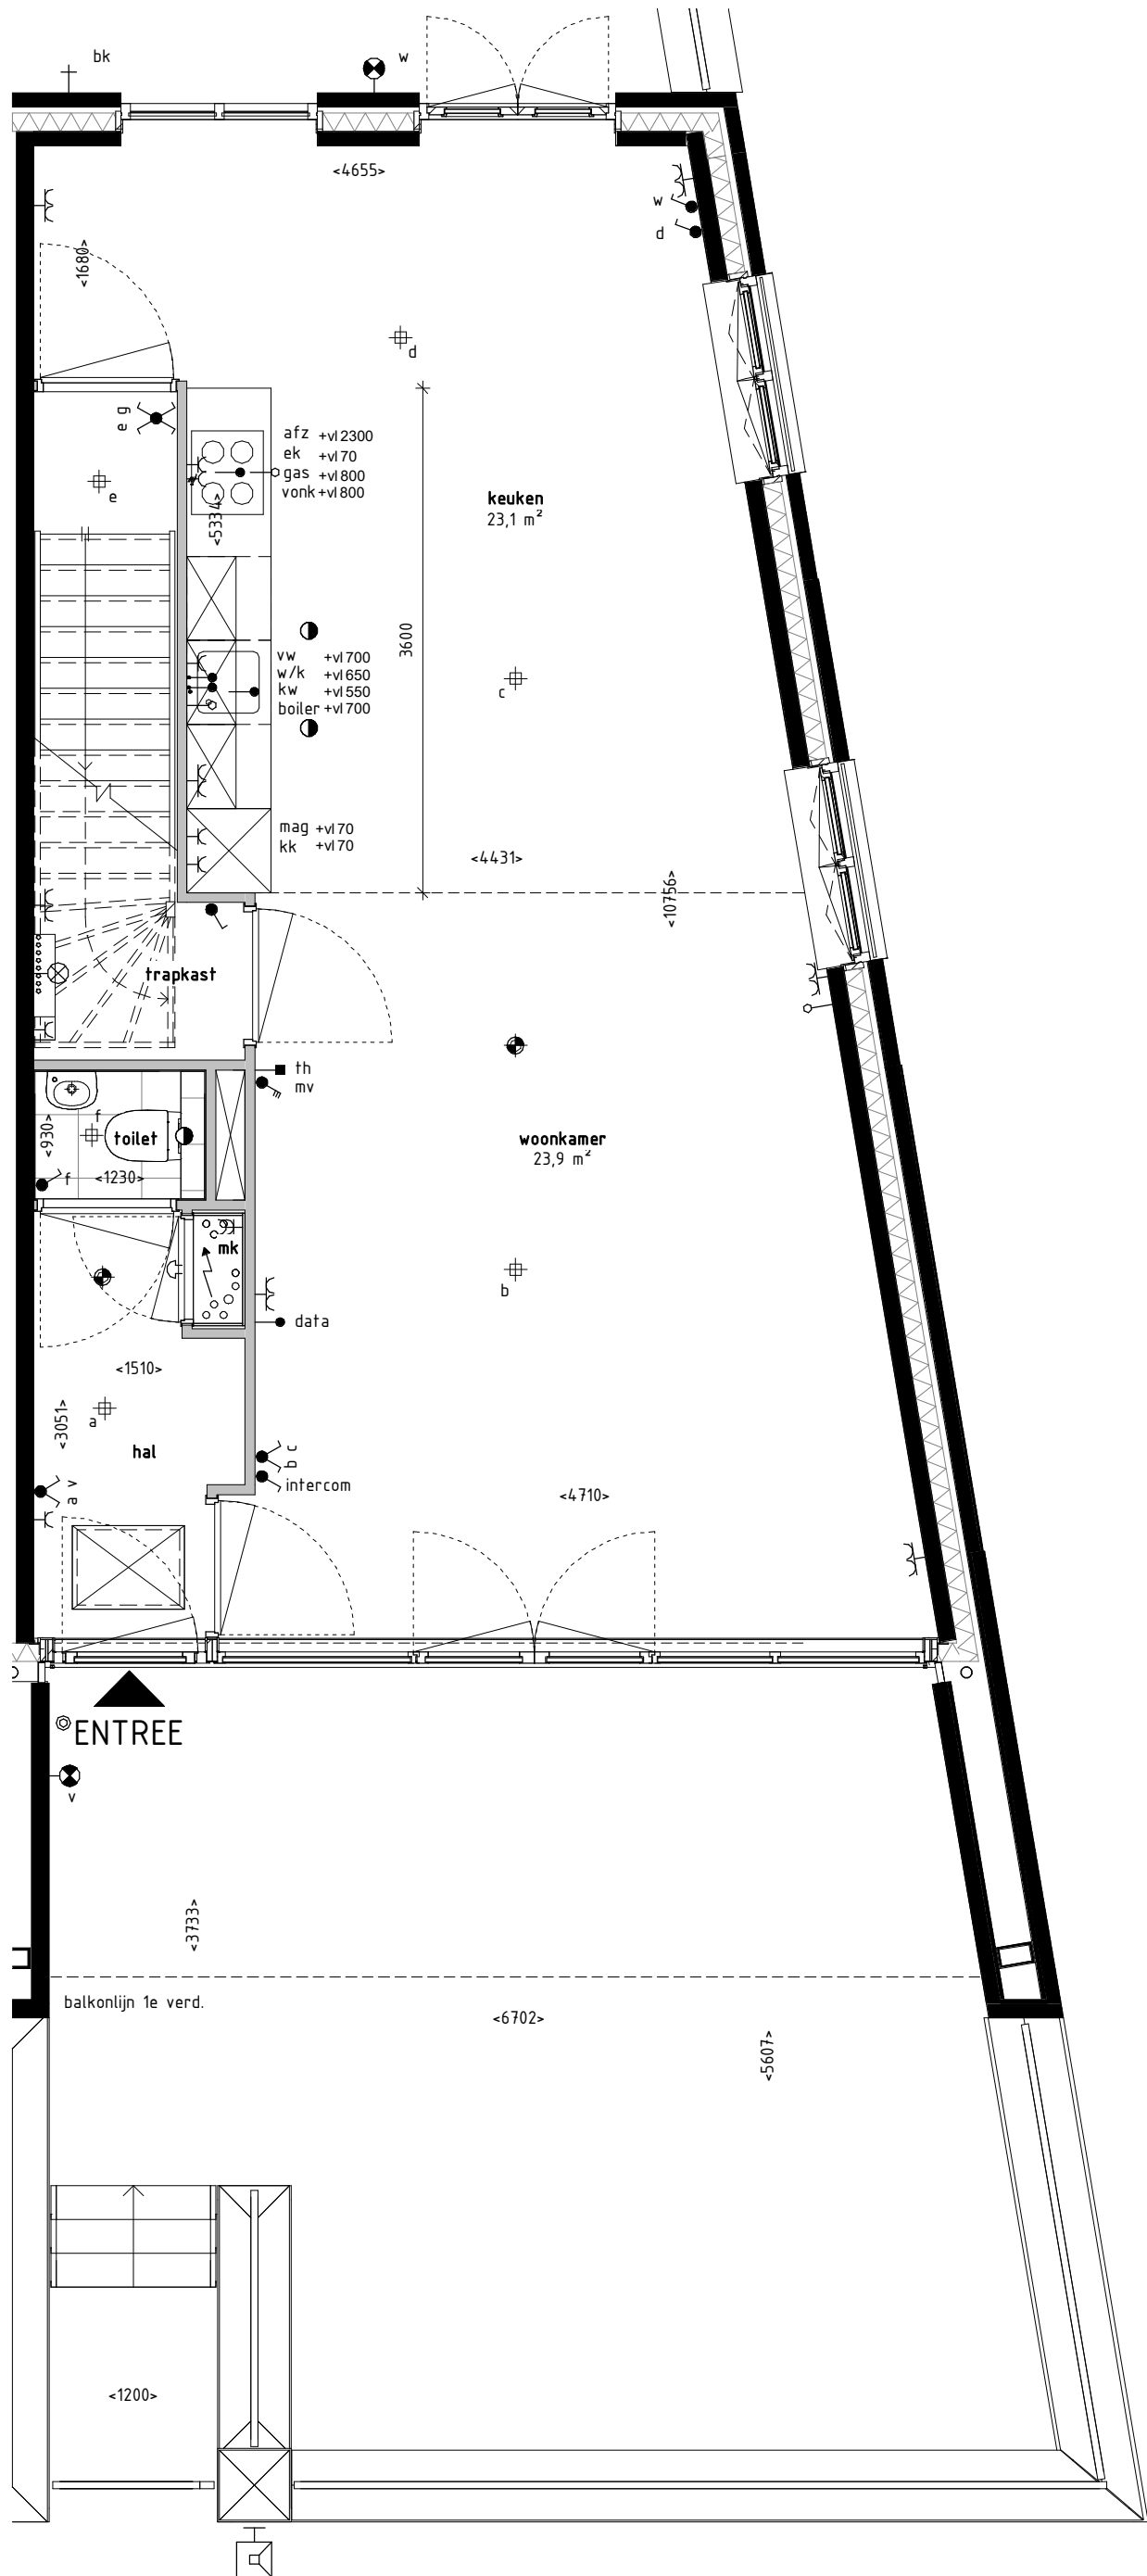 bk
w
<4655>
w
d
<1680>
d
e g
afz +vl 2300
ek +vl 70
gas +vl 800
vonk +vl 800
e
<5334>
keuken
23,1 m²
3600
vw +vl 700
w/k +vl 650
kw +vl 550
boiler +vl 700
c
mag +vl 70
kk +vl 70
<4431>
<10756>
trapkast
th
mv
f
<930>
toilet
woonkamer
23,9 m²
f
<1230>
mk
b
data
<1510>
<3051>
a
hal
b c
intercom
a v
<4710>
ENTREE
v
<3733>
balkonlijn 1e verd.
<6702>
<5607>
<1200>